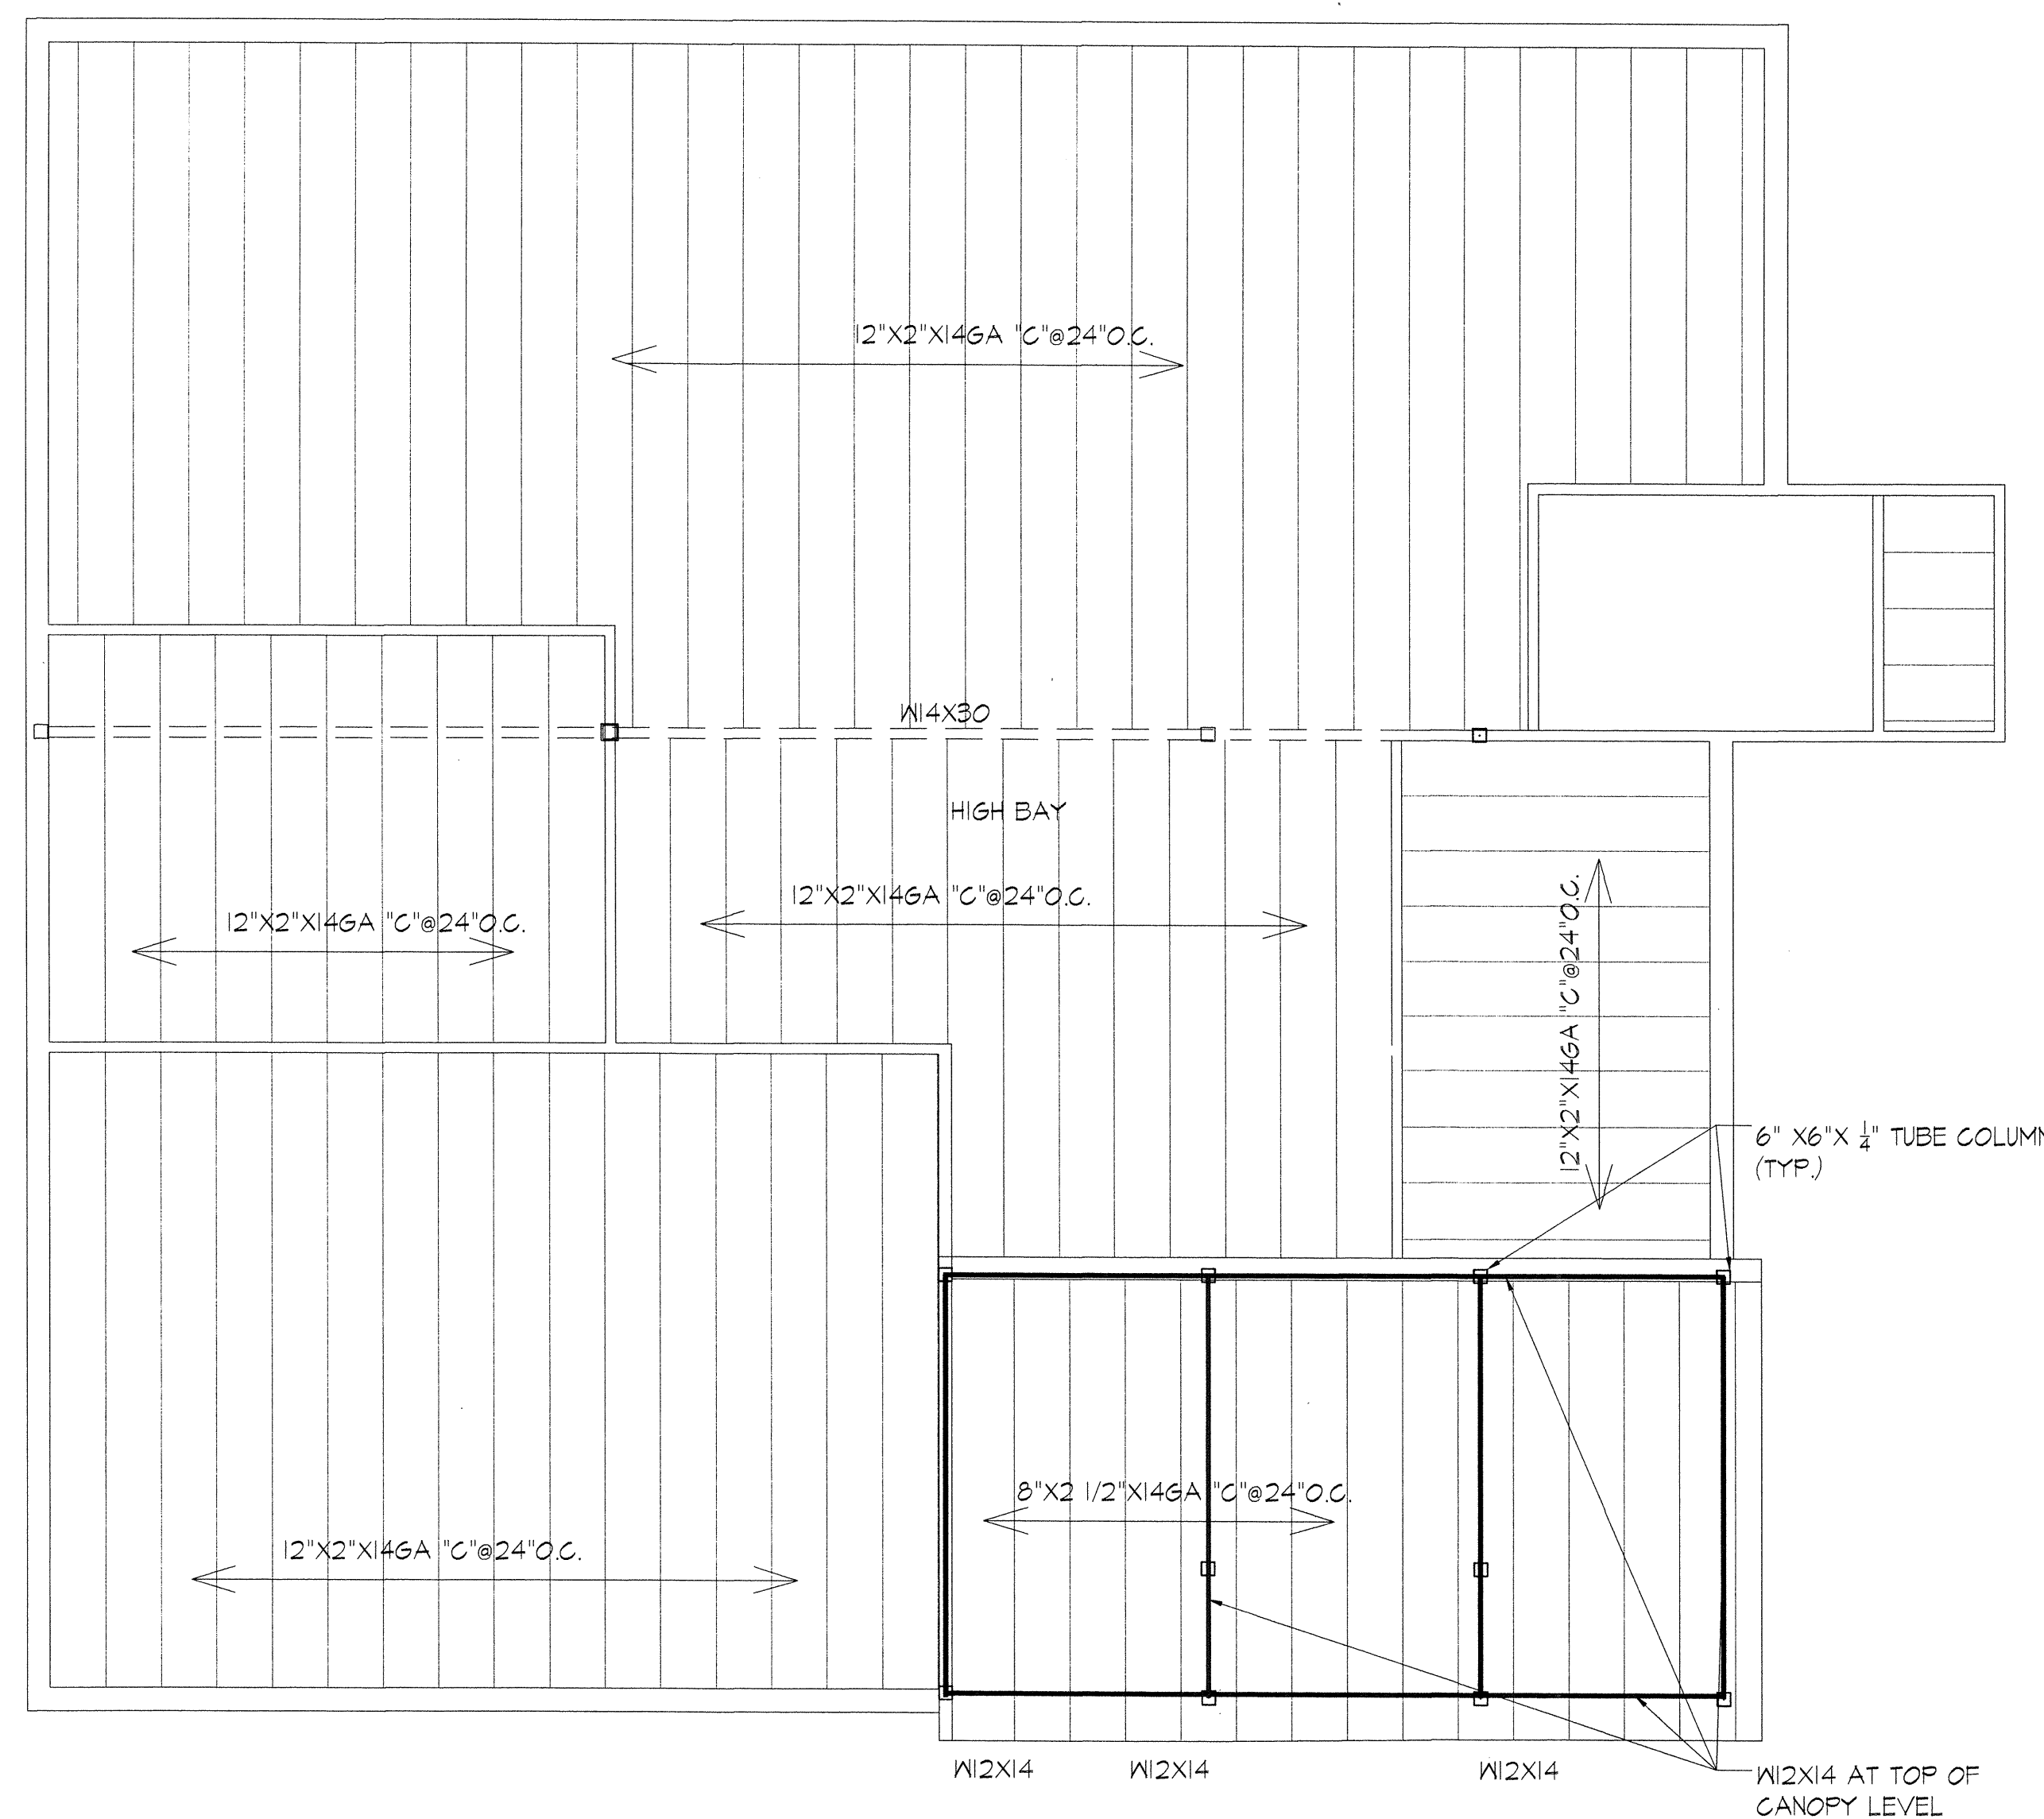 12"X2"X14GA "C"@24"O.C.
W14X30
HIGH BAY
12"X2"X14GA "C"@24"O.C.
12"X2"X14GA "C"@24"O.C.
12"X2"X14GA "C"@24"O.C.
6" X6"X 1/4" TUBE COLUMN
(TYP.)
8"X2 1/2"X14GA "C"@24"O.C.
12"X2"X14GA "C"@24"O.C.
W12X14
W12X14
W12X14
W12X14 AT TOP OF
CANOPY LEVEL